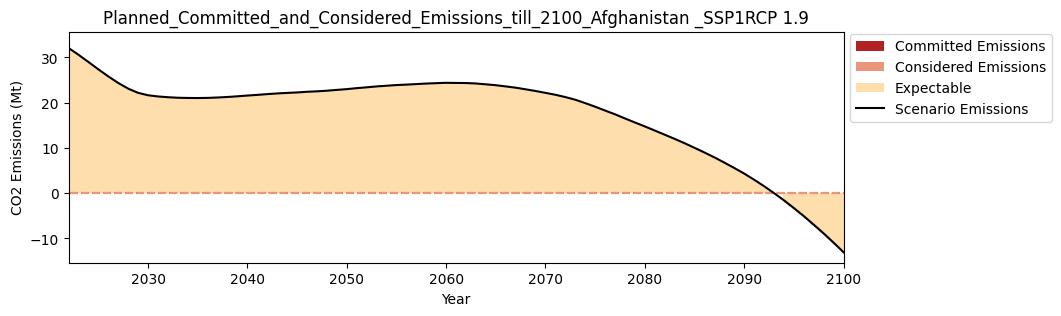 Planned_Committed_and_Considered_Emissions_till_2100_Afghanistan _SSP1RCP 1.9
CO2 Emissions (Mt)
30
20
10
0
−10
2030 2040 2050 2060 2070 2080 2090 2100
Year
Committed Emissions
Considered Emissions
Expectable
Scenario Emissions